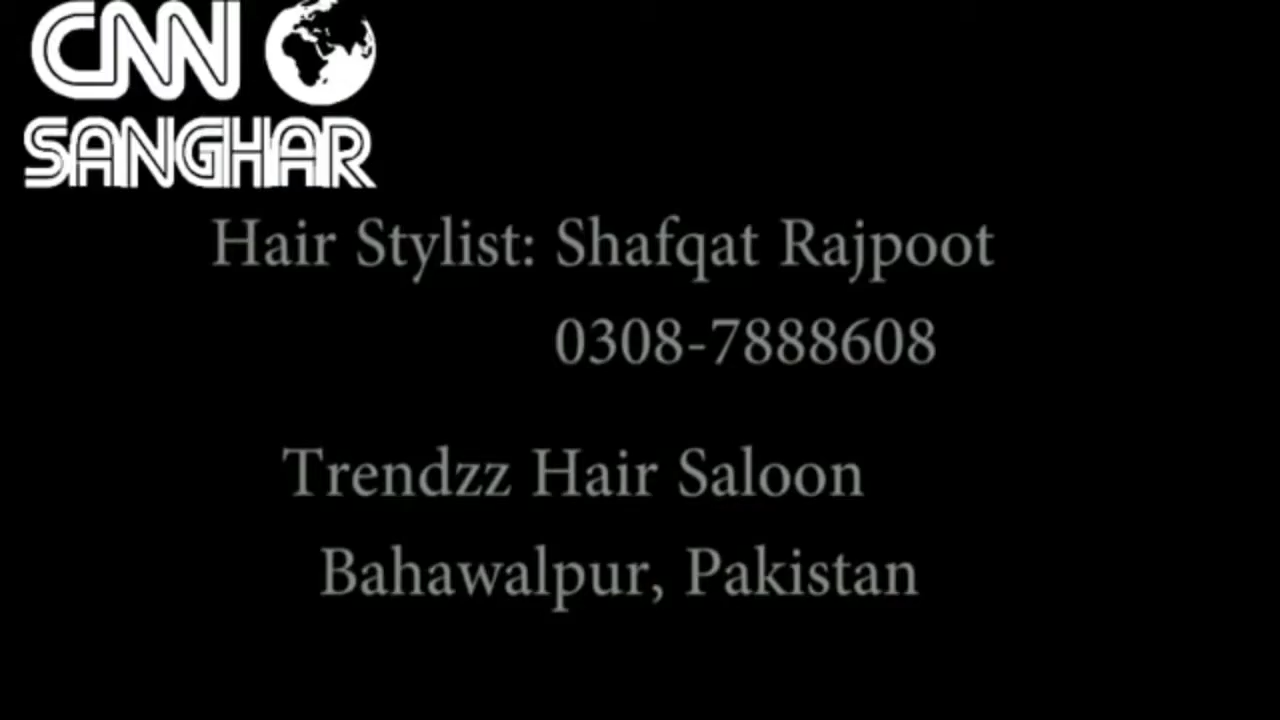 CNN
SANGHAR
Hair Stylist: Shafqat Rajpoot
0308-7888608
Trendzz Hair Saloon
Bahawalpur, Pakistan